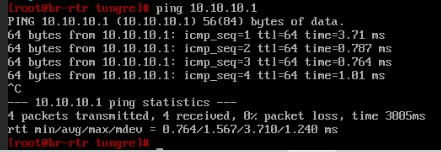 [root@br-rtr tungre]# ping 10.10.10.1
PING 10.10.10.1 (10.10.10.1) 56(84) bytes of data.
64 bytes from 10.10.10.1: icmp_seq=1 ttl=64 time=3.71 ms
64 bytes from 10.10.10.1: icmp_seq=2 ttl=64 time=0.787 ms
64 bytes from 10.10.10.1: icmp_seq=3 ttl=64 time=0.764 ms
64 bytes from 10.10.10.1: icmp_seq=4 ttl=64 time=1.01 ms
^C
--- 10.10.10.1 ping statistics ---
4 packets transmitted, 4 received, 0% packet loss, time 3005ms
rtt min/avg/max/mdev = 0.764/1.567/3.710/1.240 ms
[root@br-rtr tungre]#